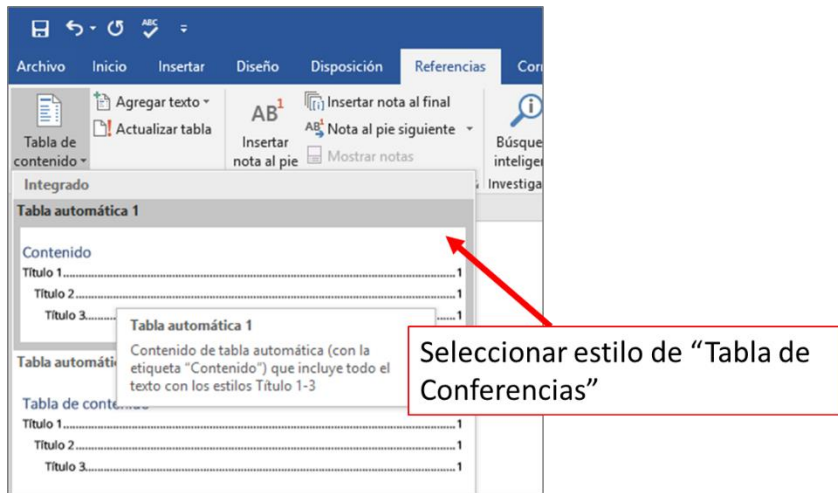 ABC
Archivo Inicio Insertar Diseño Disposición Referencias
Tabla de contenido
Agregar texto
Actualizar tabla
AB1
Insertar nota al pie
Insertar nota al final
AB1 Nota al pie siguiente
Mostrar notas
Integrado
Tabla automática 1
Contenido
Título 1 1
Título 2 1
Título 3 1
Tabla automática 1
Contenido de tabla automática (con la
etiqueta "Contenido") que incluye todo el
texto con los estilos Título 1-3
Tabla de
Título 1 1
Título 2 1
Título 3 1
Seleccionar estilo de “Tabla de
Conferencias”